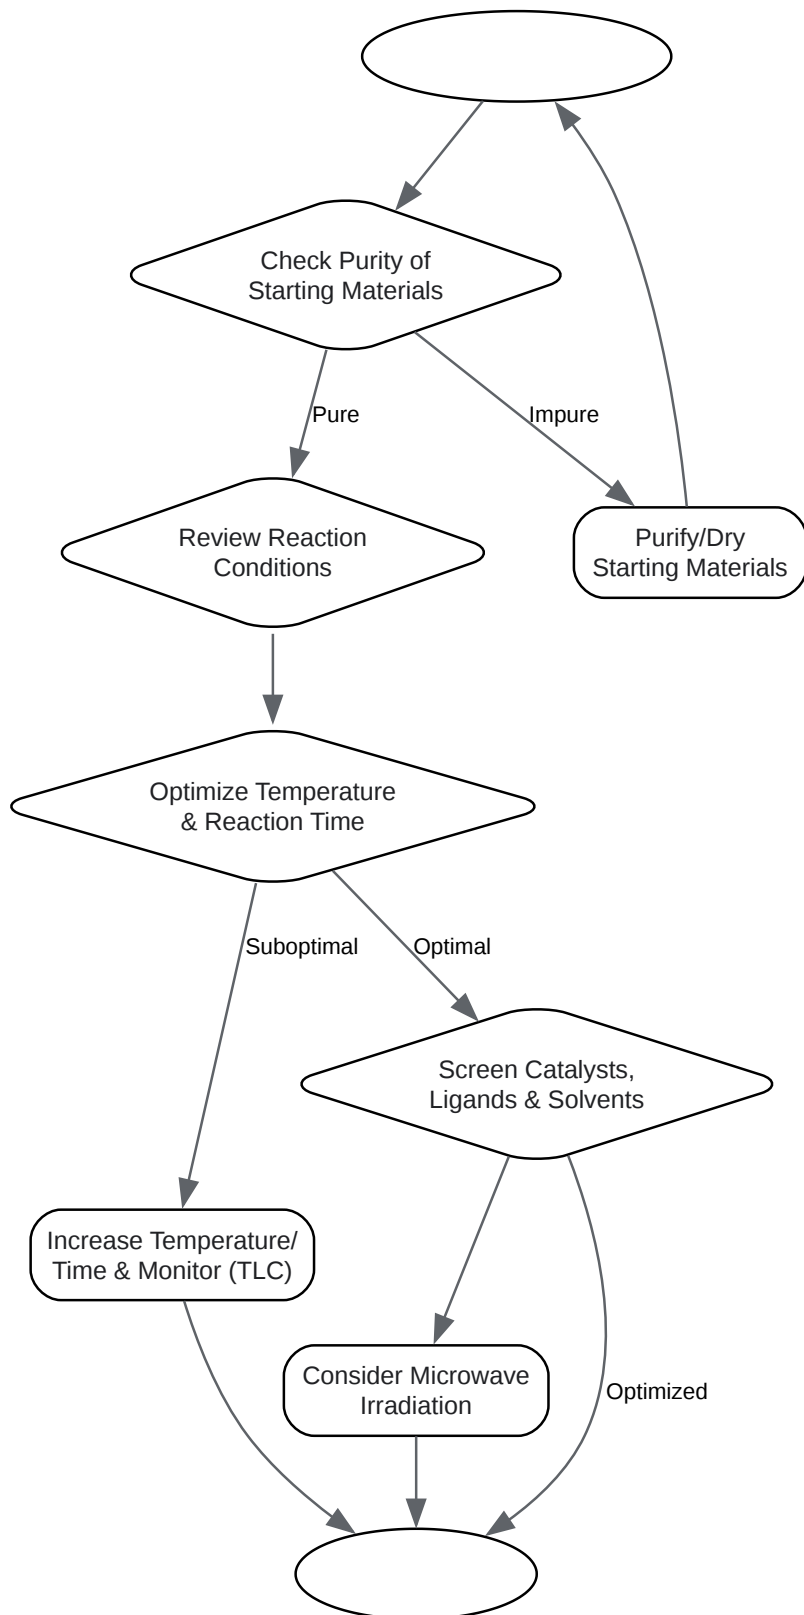 Check Purity of
Starting Materials
Pure
Impure
Review Reaction
Conditions
Purify/Dry
Starting Materials
Optimize Temperature
& Reaction Time
Suboptimal
Optimal
Screen Catalysts,
Ligands & Solvents
Increase Temperature/
Time & Monitor (TLC)
Consider Microwave
Irradiation
Optimized